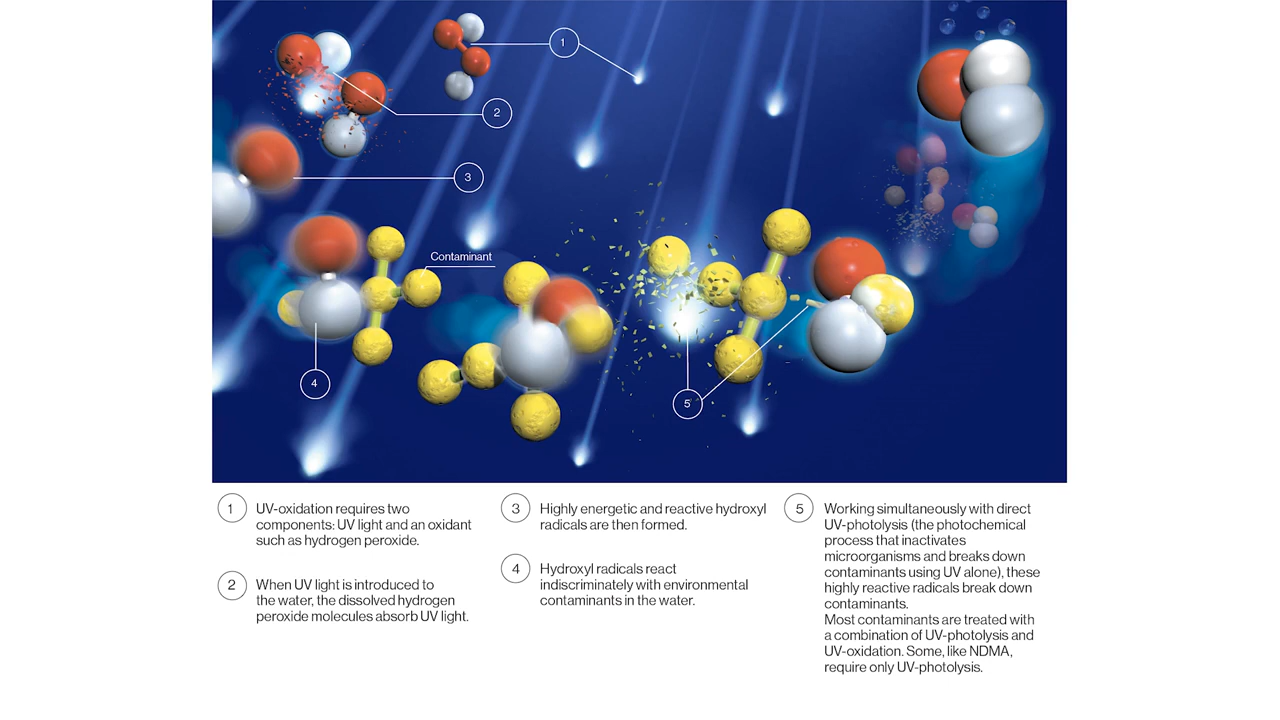 1
2
3
Contaminant
4
5
1
UV-oxidation requires two
components: UV light and an oxidant
such as hydrogen peroxide.
2
When UV light is introduced to
the water, the dissolved hydrogen
peroxide molecules absorb UV light.
3
Highly energetic and reactive hydroxyl
radicals are then formed.
4
Hydroxyl radicals react
indiscriminately with environmental
contaminants in the water.
5
Working simultaneously with direct
UV-photolysis (the photochemical
process that inactivates
microorganisms and breaks down
contaminants using UV alone), these
highly reactive radicals break down
contaminants.
Most contaminants are treated with
a combination of UV-photolysis and
UV-oxidation. Some, like NDMA,
require only UV-photolysis.